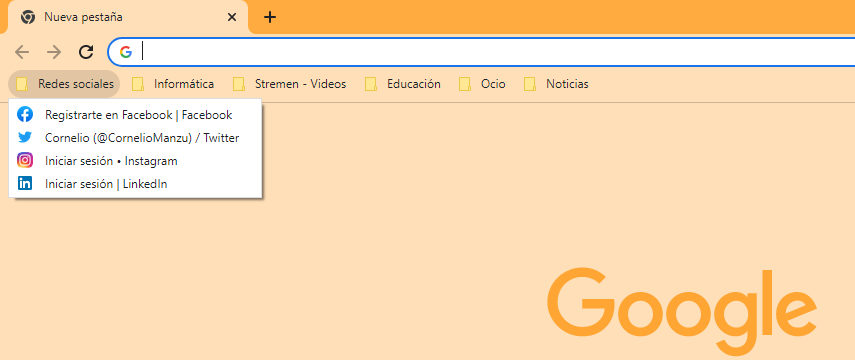 Nueva pestaña
Redes sociales Informática Stremen - Videos Educación Ocio Noticias
Registrarte en Facebook | Facebook
Cornelio (@CornelioManzu) / Twitter
Iniciar sesión • Instagram
Iniciar sesión | LinkedIn
Google